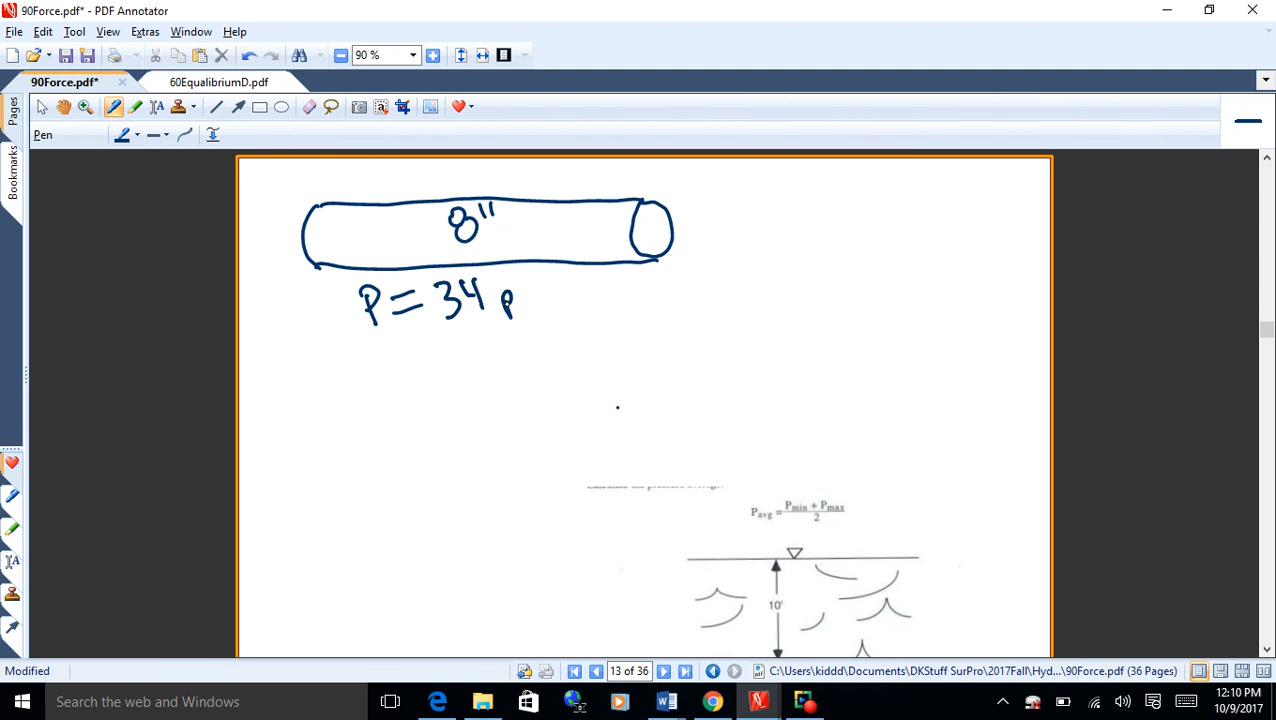 90Force.pdf* - PDF Annotator
File Edit Tool View Extras Window Help
90 %
90Force.pdf* 60EqualibriumD.pdf
Pen
Pages
Bookmarks
8"
P = 34 p
Pavg = Pmin + Pmax / 2
10'
Modified
13 of 36
C:\Users\kiddd\Documents\DKStuff SurPro\2017Fall\Hyd...\90Force.pdf (36 Pages)
Search the web and Windows
12:10 PM
10/9/2017